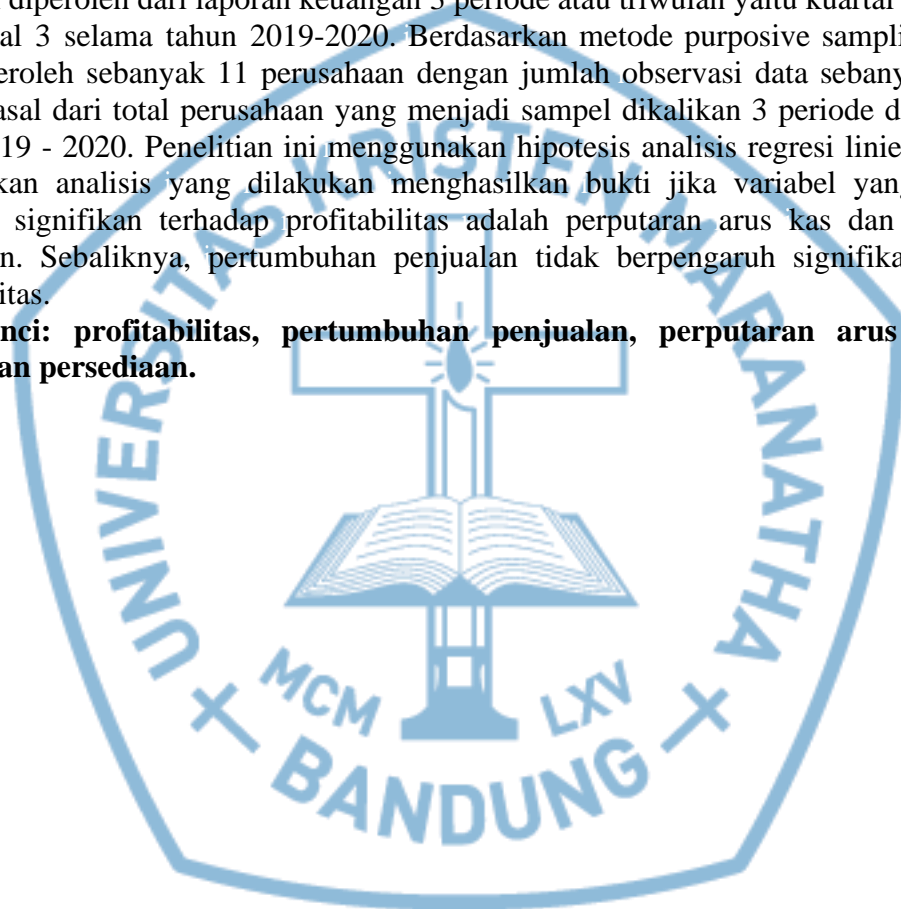 diperoleh dari laporan keuangan 3 periode atau triwulan yaitu kuartal
al 3 selama tahun 2019-2020. Berdasarkan metode purposive sampli
eroleh sebanyak 11 perusahaan dengan jumlah observasi data sebany
asal dari total perusahaan yang menjadi sampel dikalikan 3 periode d
19 - 2020. Penelitian ini menggunakan hipotesis analisis regresi linie
kan analisis yang dilakukan menghasilkan bukti jika variabel yang
signifikan terhadap profitabilitas adalah perputaran arus kas dan
n. Sebaliknya, pertumbuhan penjualan tidak berpengaruh signifika
itas.
nci: profitabilitas, pertumbuhan penjualan, perputaran arus
an persediaan.
UNIVERSITAS KRISTEN MARANATHA
MCM LXV
BANDUNG